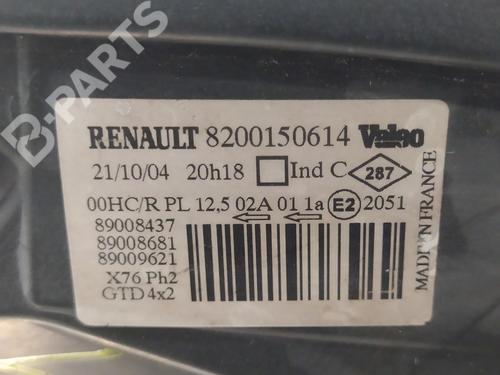 B-PARTS
RENAULT 8200150614 Valeo
21/10/04 20h18 Ind C 287
00HC/R PL 12,5 02A 01 1a E2 2051
89008437
89008681
89009621
X76 Ph2
GTD 4x2
MADE IN FRANCE